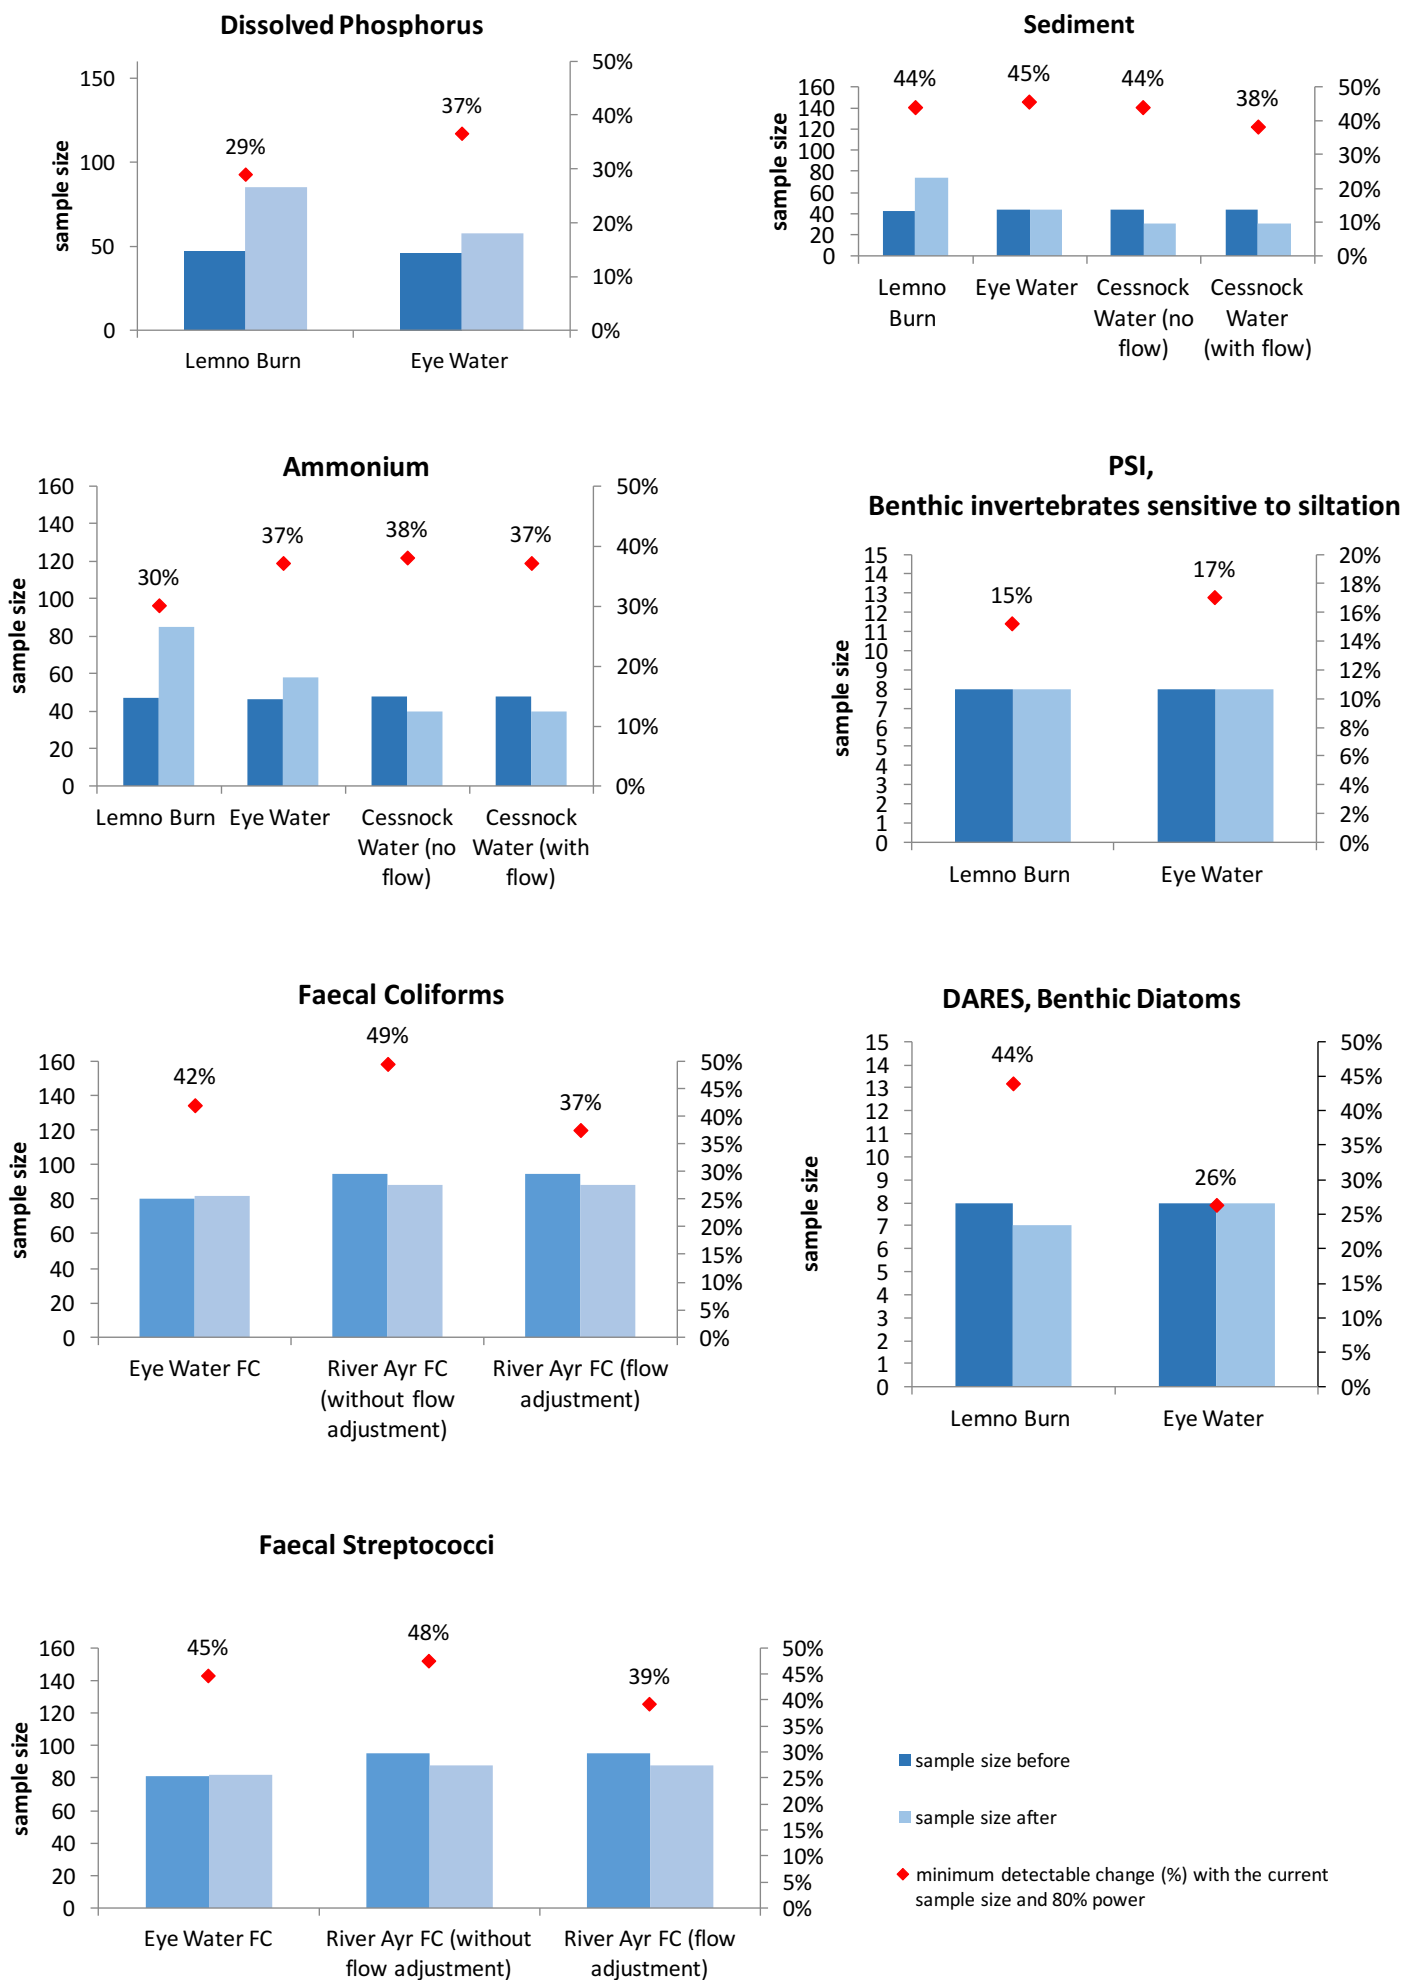 Dissolved Phosphorus
150
100
50
0
sample size
50%
40%
30%
20%
10%
0%
29%
37%
Lemno Burn
Eye Water
Sediment
160
140
120
100
80
60
40
20
0
sample size
50%
40%
30%
20%
10%
0%
44%
45%
44%
38%
Lemno
Burn
Eye Water
Cessnock
Water (no
flow)
Cessnock
Water
(with flow)
Ammonium
160
140
120
100
80
60
40
20
0
sample size
50%
40%
30%
20%
10%
0%
30%
37%
38%
37%
Lemno Burn
Eye Water
Cessnock
Water (no
flow)
Cessnock
Water (with
flow)
PSI,
Benthic invertebrates sensitive to siltation
15
14
13
12
11
10
9
8
7
6
5
4
3
2
1
0
sample size
20%
18%
16%
14%
12%
10%
8%
6%
4%
2%
0%
15%
17%
Lemno Burn
Eye Water
Faecal Coliforms
160
140
120
100
80
60
40
20
0
sample size
50%
45%
40%
35%
30%
25%
20%
15%
10%
5%
0%
42%
49%
37%
Eye Water FC
River Ayr FC
(without flow
adjustment)
River Ayr FC (flow
adjustment)
DARES, Benthic Diatoms
15
14
13
12
11
10
9
8
7
6
5
4
3
2
1
0
sample size
50%
45%
40%
35%
30%
25%
20%
15%
10%
5%
0%
44%
26%
Lemno Burn
Eye Water
Faecal Streptococci
160
140
120
100
80
60
40
20
0
sample size
50%
45%
40%
35%
30%
25%
20%
15%
10%
5%
0%
45%
48%
39%
Eye Water FC
River Ayr FC (without
flow adjustment)
River Ayr FC (flow
adjustment)
sample size before
sample size after
minimum detectable change (%) with the current
sample size and 80% power